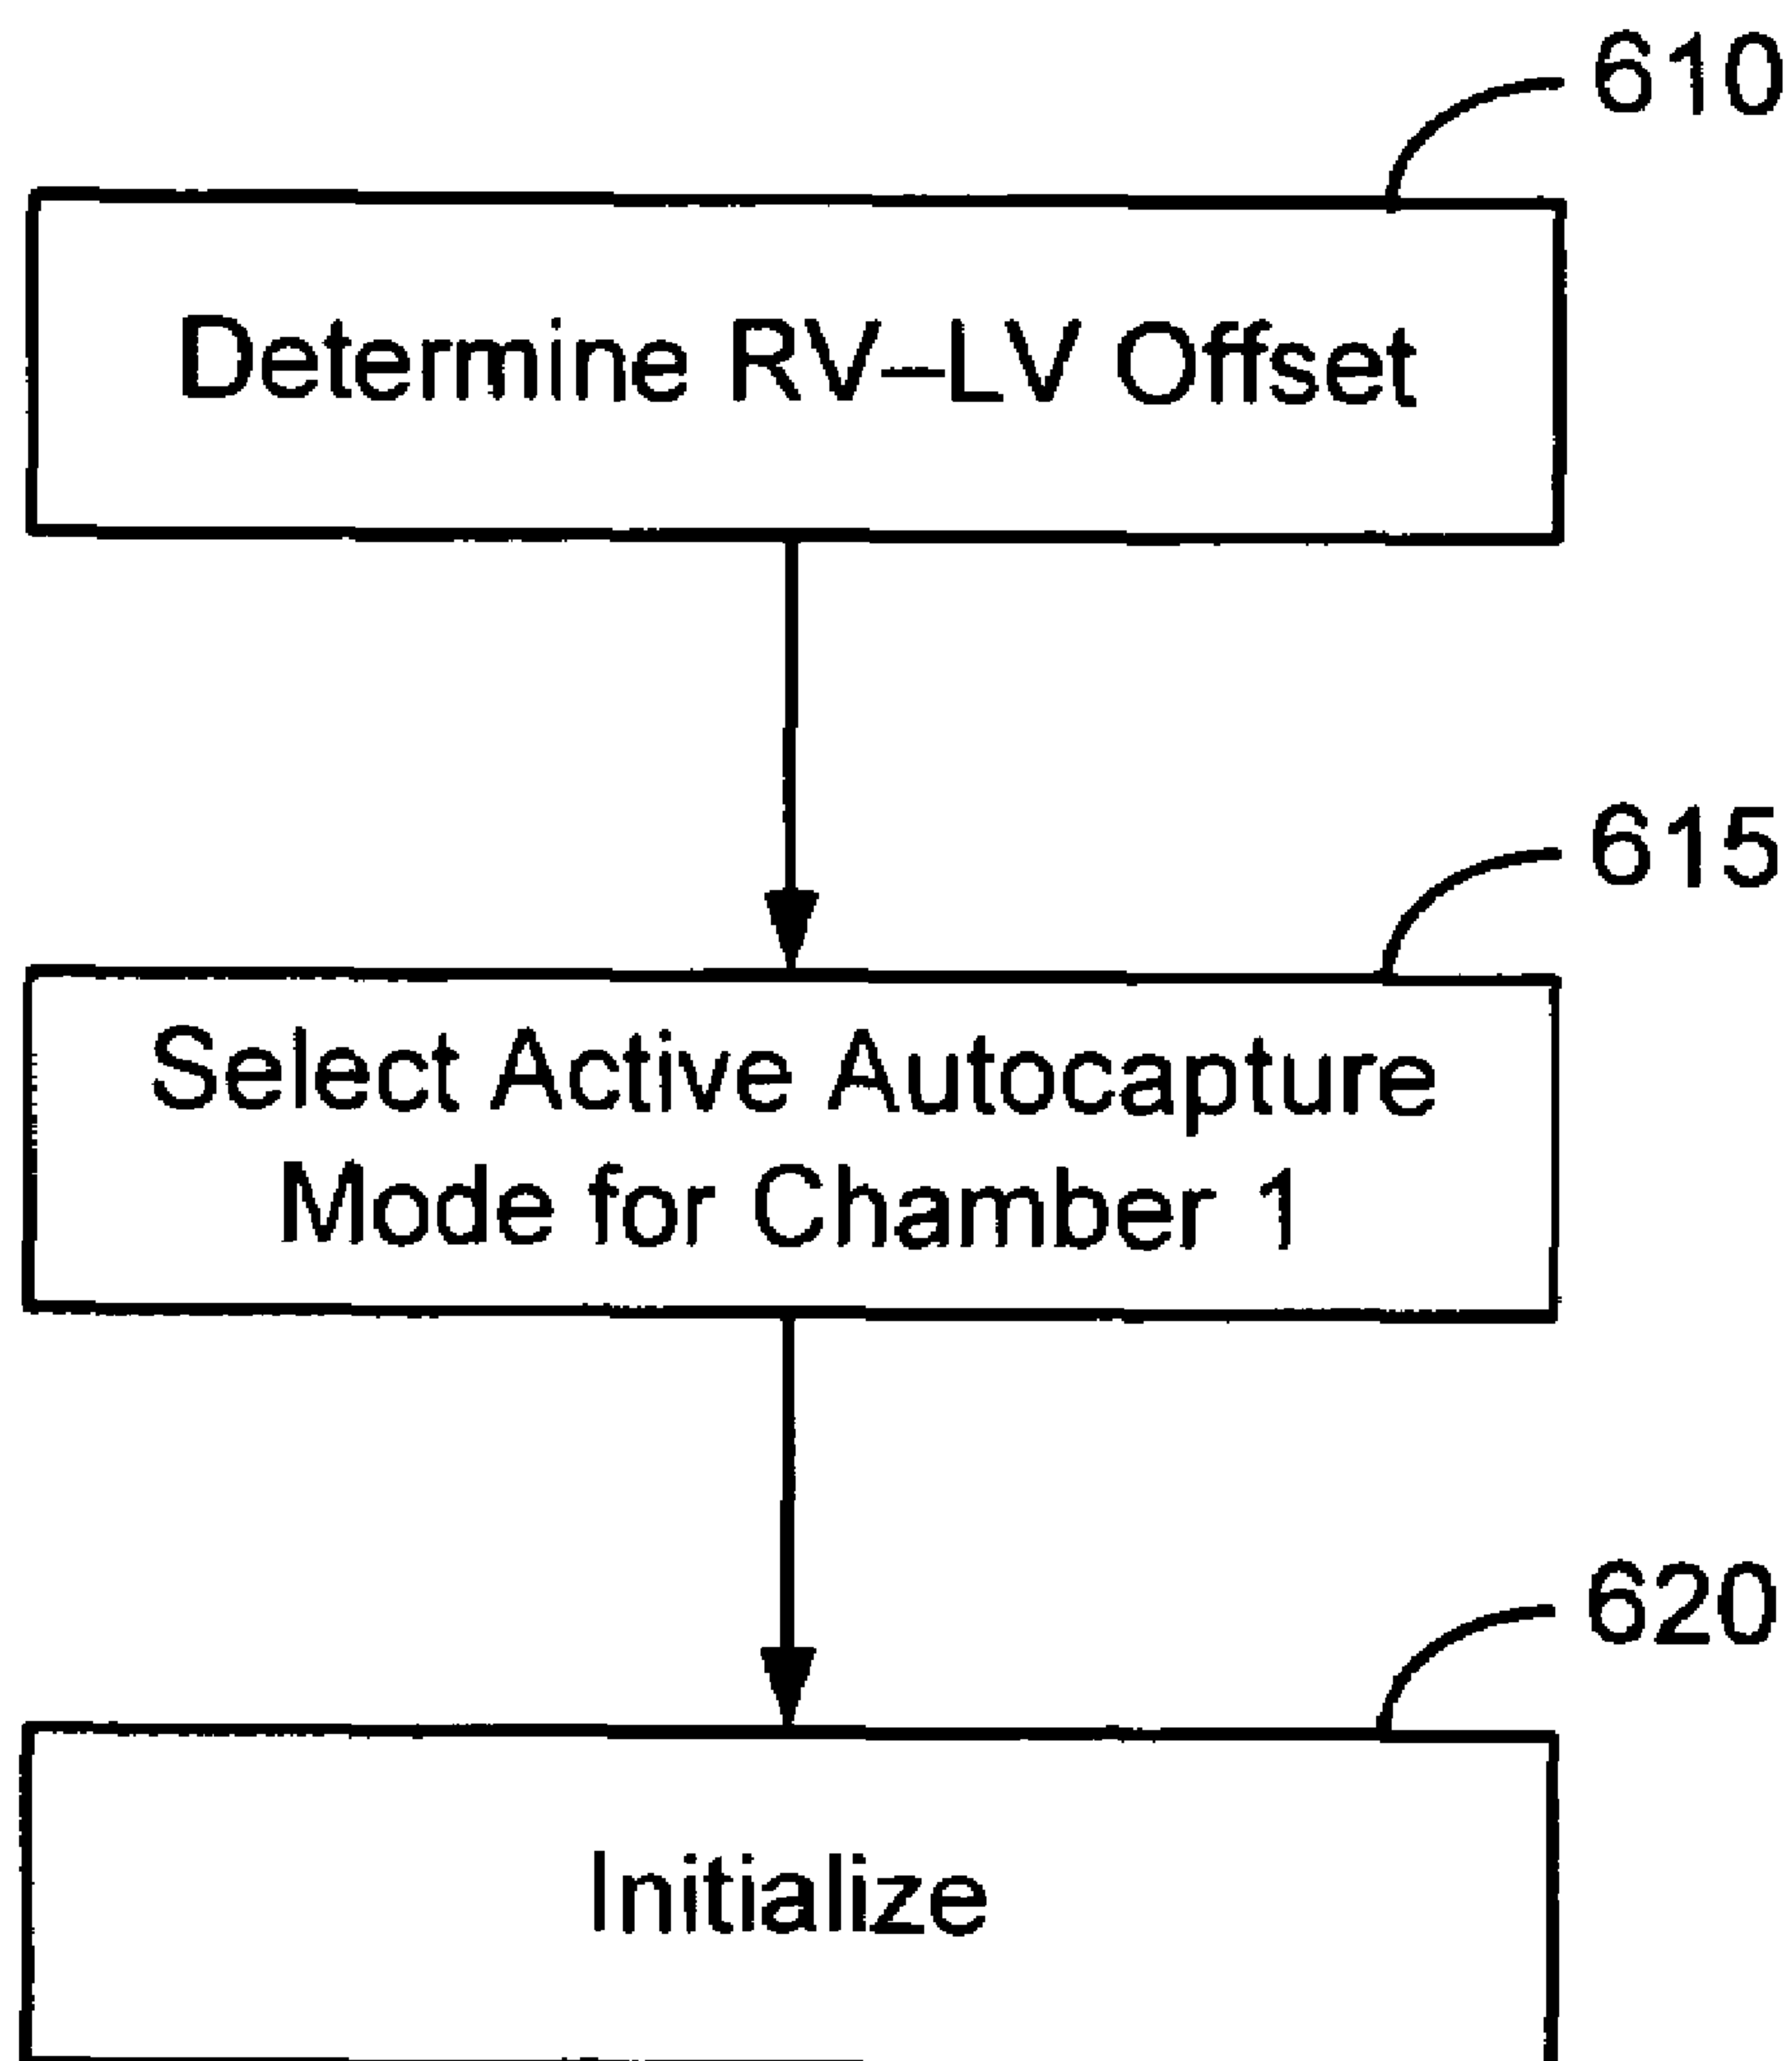 610
Determine RV–LV Offset
615
Select Active Autocapture
Mode for Chamber 1
620
Initialize